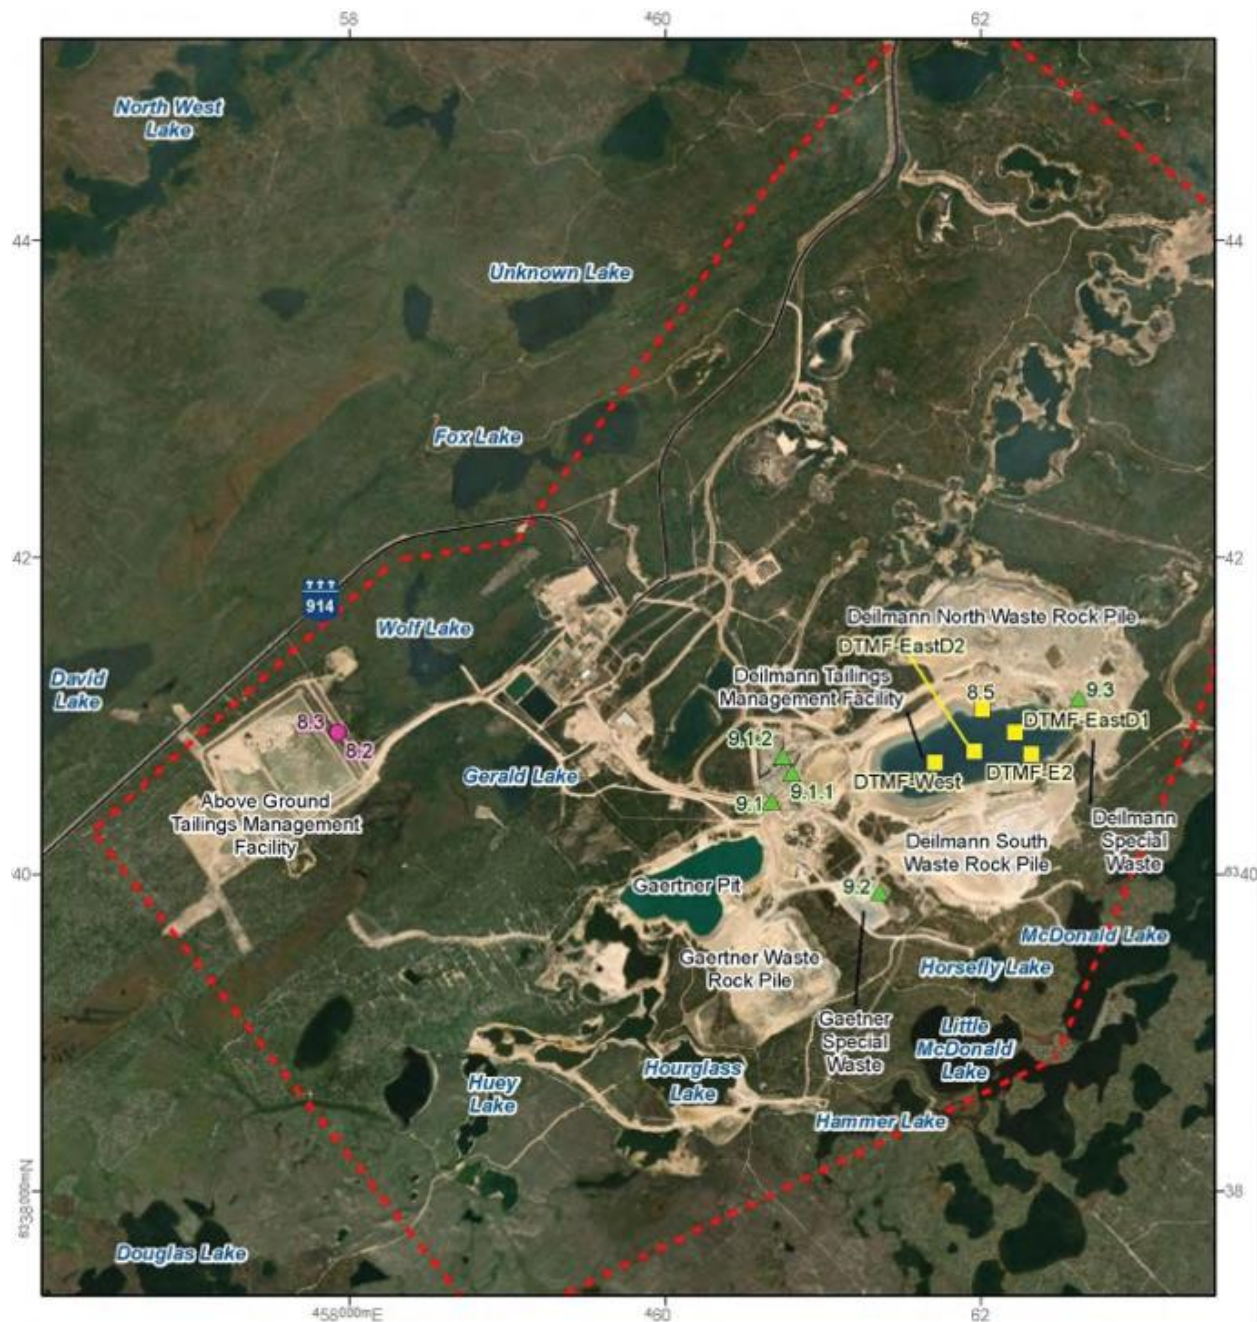 58
460
62
North West
Lake
44
44
Unknown Lake
Fox Lake
42
42
914
Wolf Lake
Deilmann North Waste Rock Pile
DTMF-EastD2
David
Lake
Deilmann Tailings
Management Facility
8.5
9.3
8.3
8.2
DTMF-EastD1
9.1.2
Gerald Lake
DTMF-West
DTMF-E2
9.1.1
9.1
Above Ground
Tailings Management
Facility
Deilmann
Special
Waste
Deilmann South
Waste Rock Pile
40
6340
Gaertner Pit
9.2
McDonald Lake
Gaertner Waste
Rock Pile
Horsefly Lake
Gaetner
Special
Waste
Little
McDonald
Lake
Hourglass
Lake
Huey
Lake
Hammer Lake
6338000mN
38
Douglas Lake
458000mE
460
62